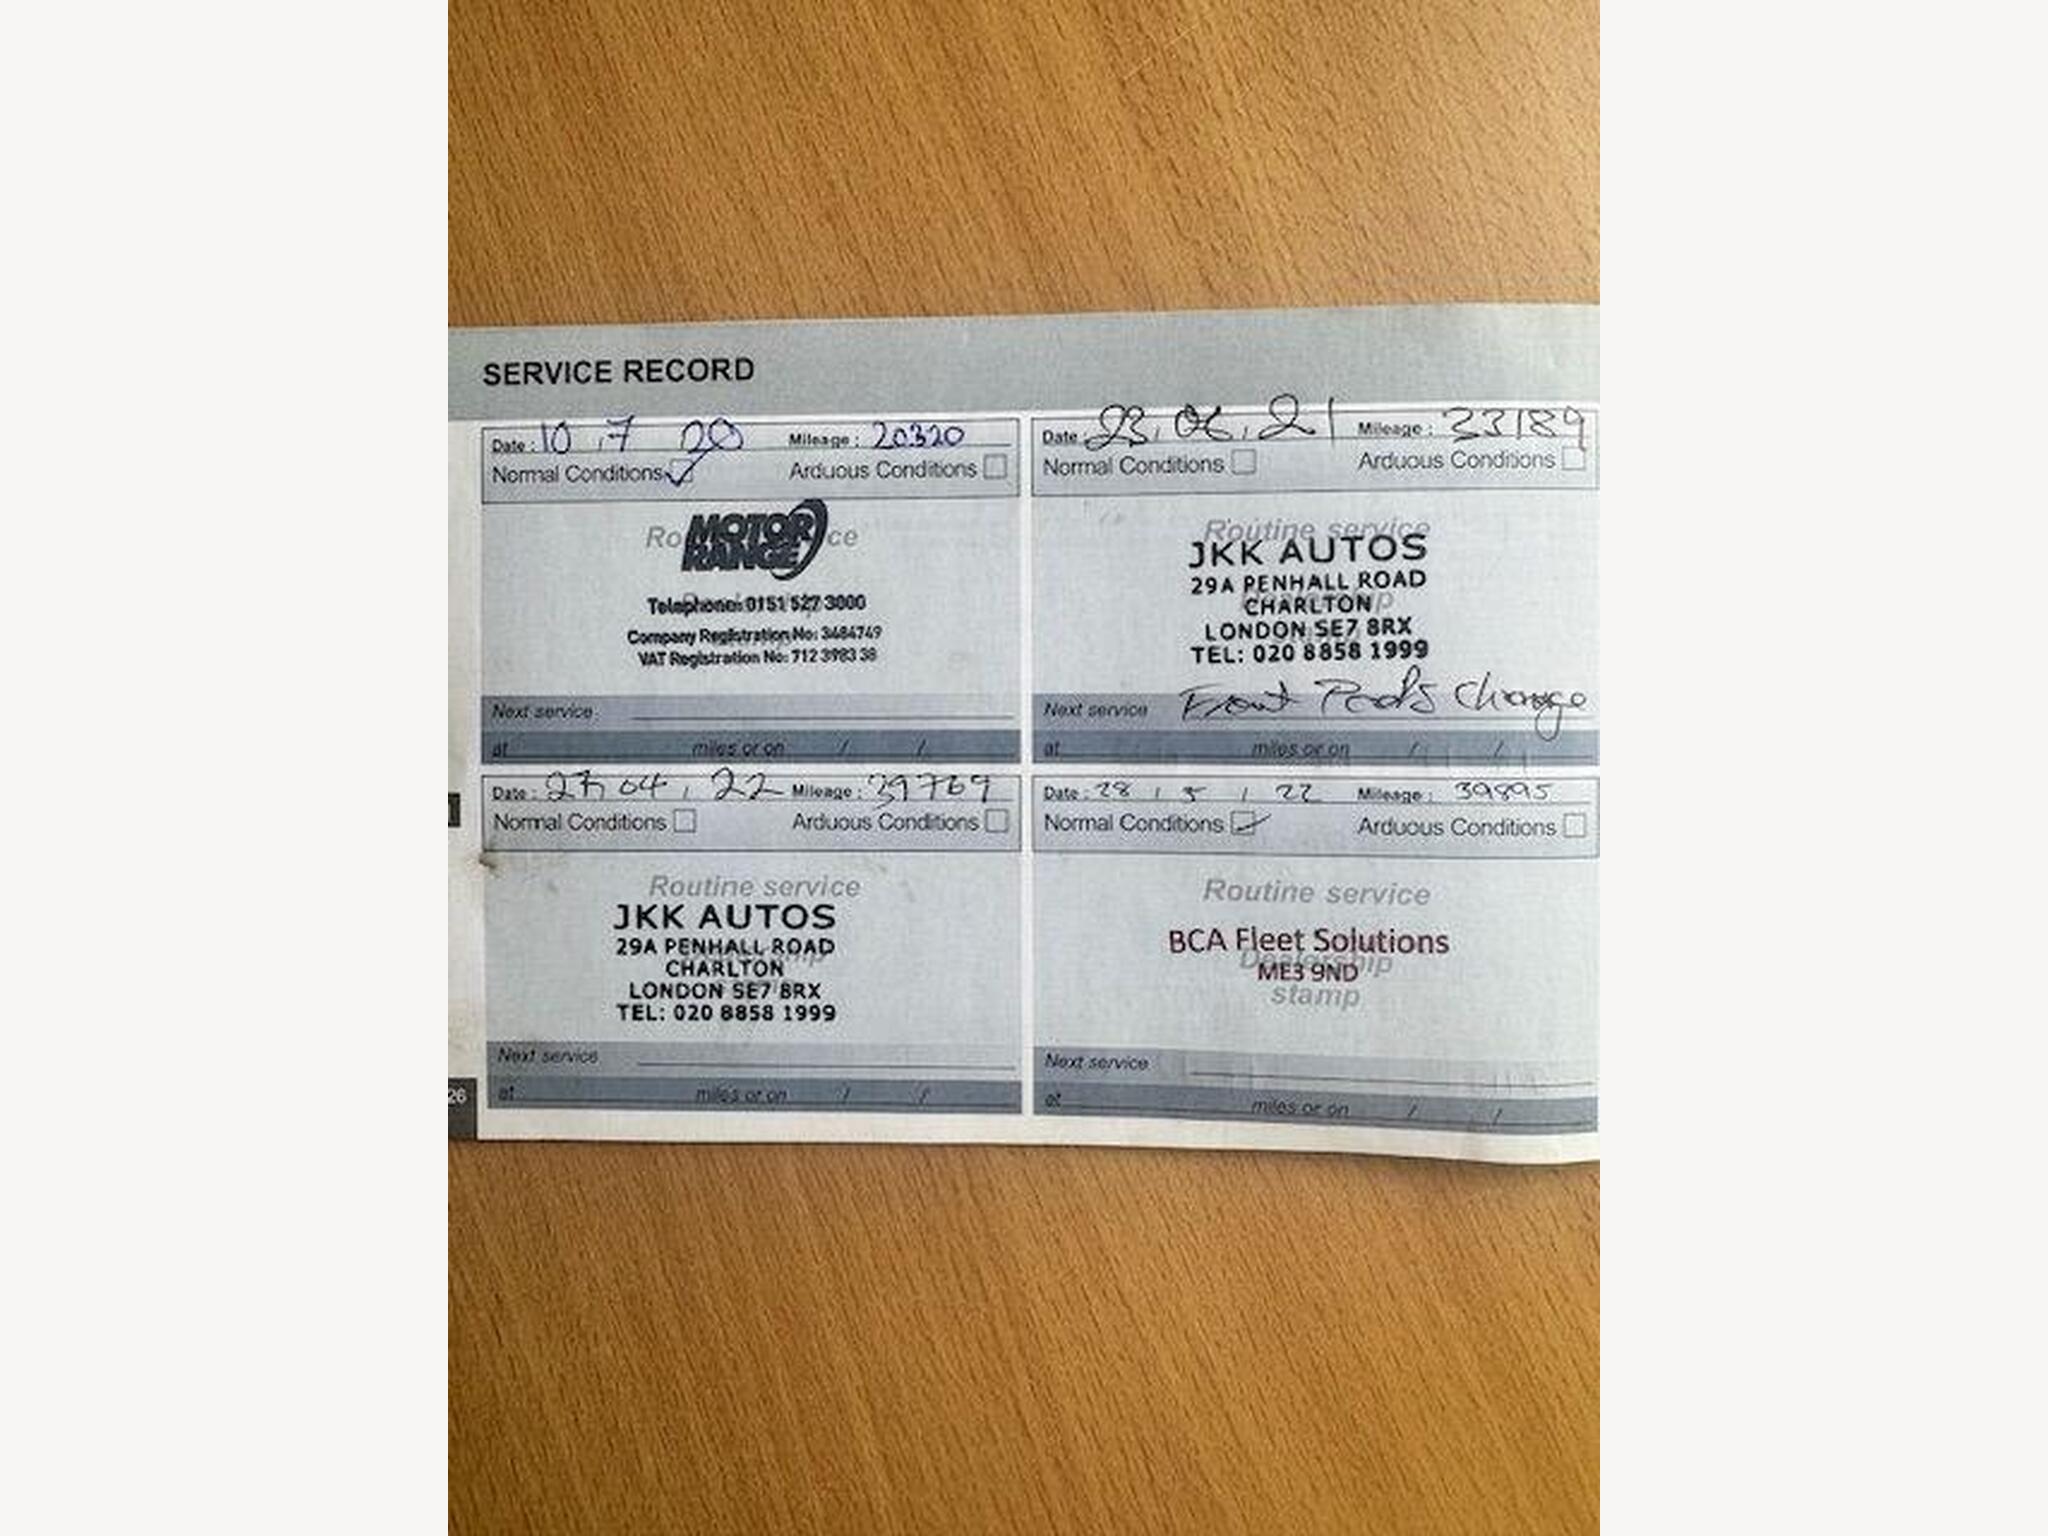 SERVICE RECORD
Date : 10 . 7 20 Mileage : 20320
Normal Conditions Arduous Conditions
Routine service
MOTOR
RANGE
Telephone: 0151 527 3000
Company Registration No: 3484749
VAT Registration No: 712 3983 38
Next service
at miles or on / /
Date : 23.06.21 Mileage : 33189
Normal Conditions Arduous Conditions
Routine service
JKK AUTOS
29A PENHALL ROAD
CHARLTON
LONDON SE7 8RX
TEL: 020 8858 1999
Next service Front Pads Change
at miles or on / /
Date : 27 04 . 22 Mileage : 39769
Normal Conditions Arduous Conditions
Routine service
JKK AUTOS
29A PENHALL ROAD
CHARLTON
LONDON SE7 8RX
TEL: 020 8858 1999
Next service
at miles or on / /
Date : 28 / 5 / 22 Mileage : 39895
Normal Conditions Arduous Conditions
Routine service
BCA Fleet Solutions
Dealership
ME3 9ND
stamp
Next service
at miles or on / /
26